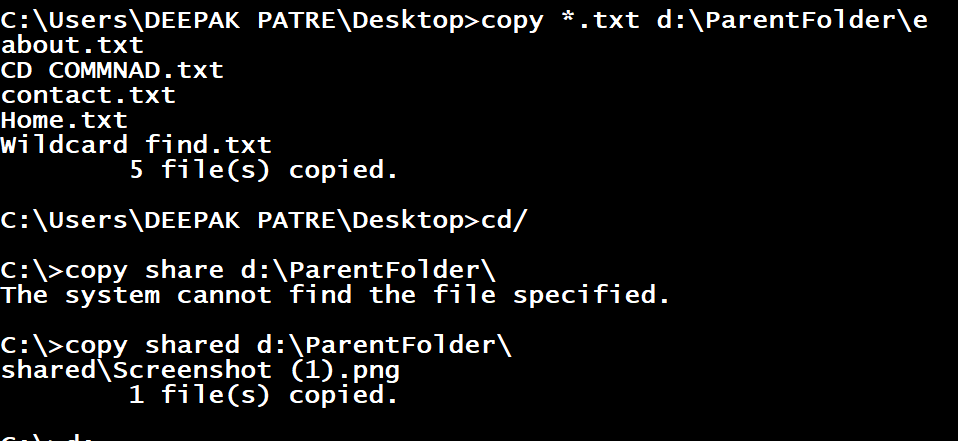 C:\Users\DEEPAK PATRE\Desktop>copy *.txt d:\ParentFolder\e
about.txt
CD COMMNAD.txt
contact.txt
Home.txt
Wildcard find.txt
        5 file(s) copied.
C:\Users\DEEPAK PATRE\Desktop>cd/
C:\>copy share d:\ParentFolder\
The system cannot find the file specified.
C:\>copy shared d:\ParentFolder\
shared\Screenshot (1).png
        1 file(s) copied.